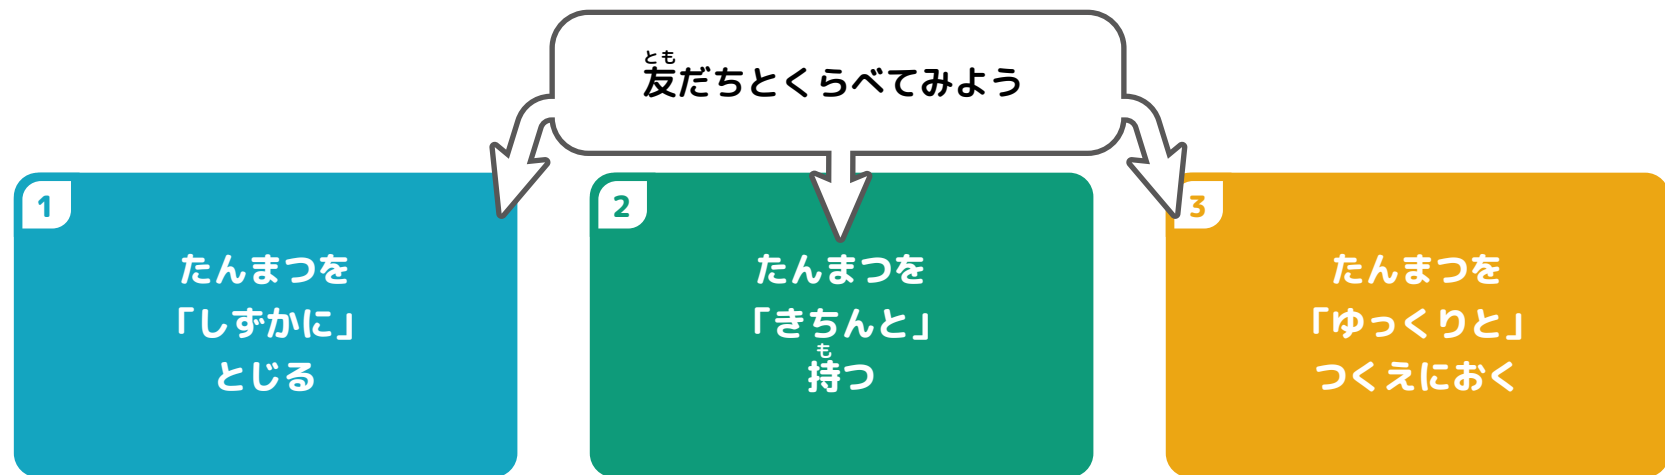 友だちとくらべてみよう
とも
1
たんまつを
「しずかに」
とじる
2
たんまつを
「きちんと」
持つ
も
3
たんまつを
「ゆっくりと」
つくえにおく